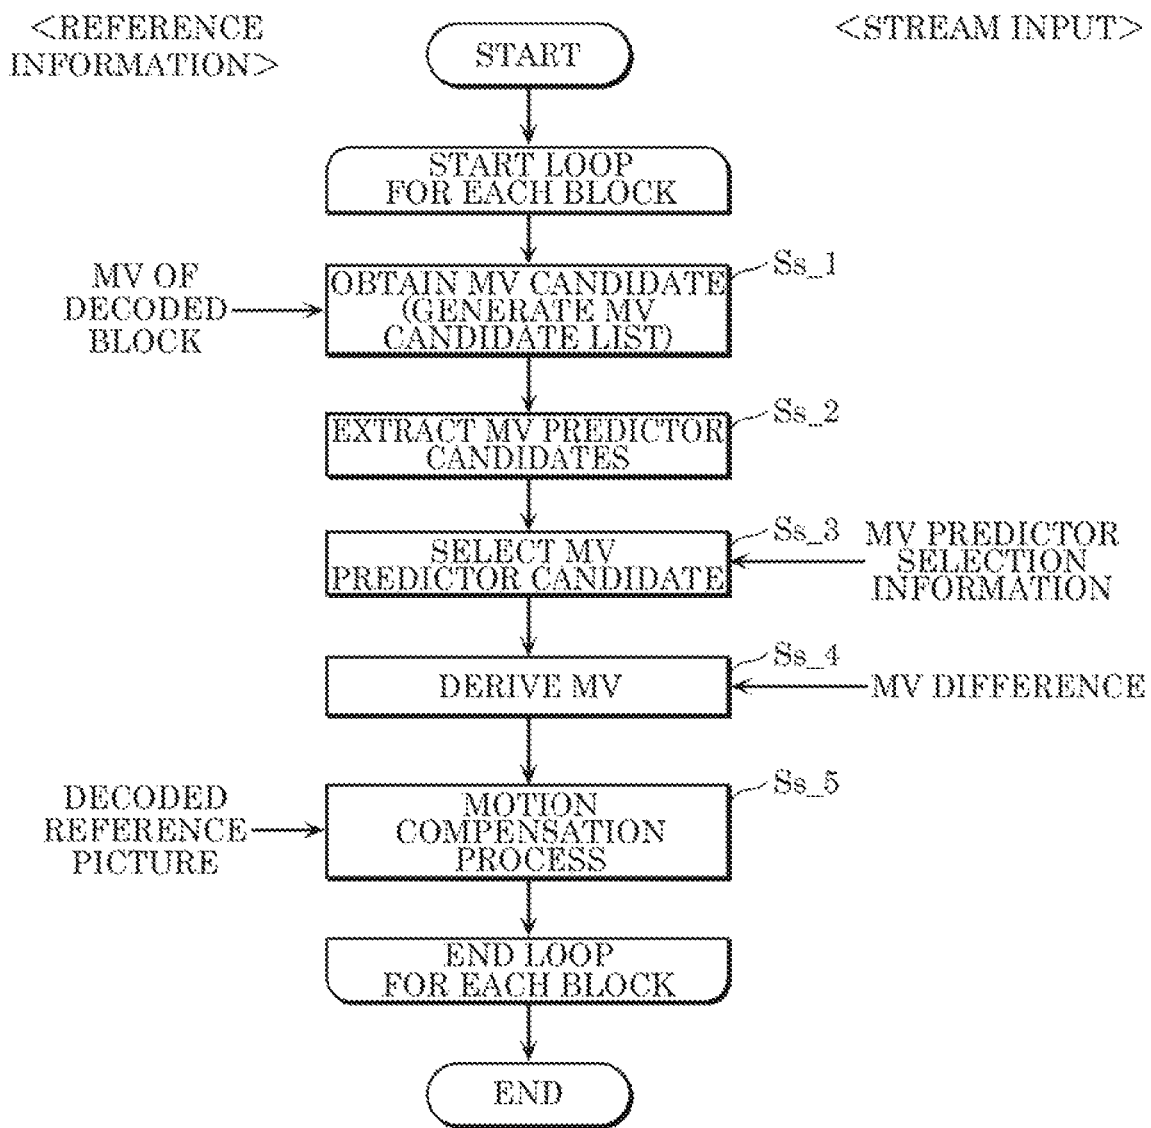 <REFERENCE
INFORMATION>
<STREAM INPUT>
START
START LOOP
FOR EACH BLOCK
MV OF
DECODED
BLOCK
OBTAIN MV CANDIDATE
(GENERATE MV
CANDIDATE LIST)
Ss_1
EXTRACT MV PREDICTOR
CANDIDATES
Ss_2
SELECT MV
PREDICTOR CANDIDATE
Ss_3
MV PREDICTOR
SELECTION
INFORMATION
DERIVE MV
Ss_4
MV DIFFERENCE
DECODED
REFERENCE
PICTURE
MOTION
COMPENSATION
PROCESS
Ss_5
END LOOP
FOR EACH BLOCK
END